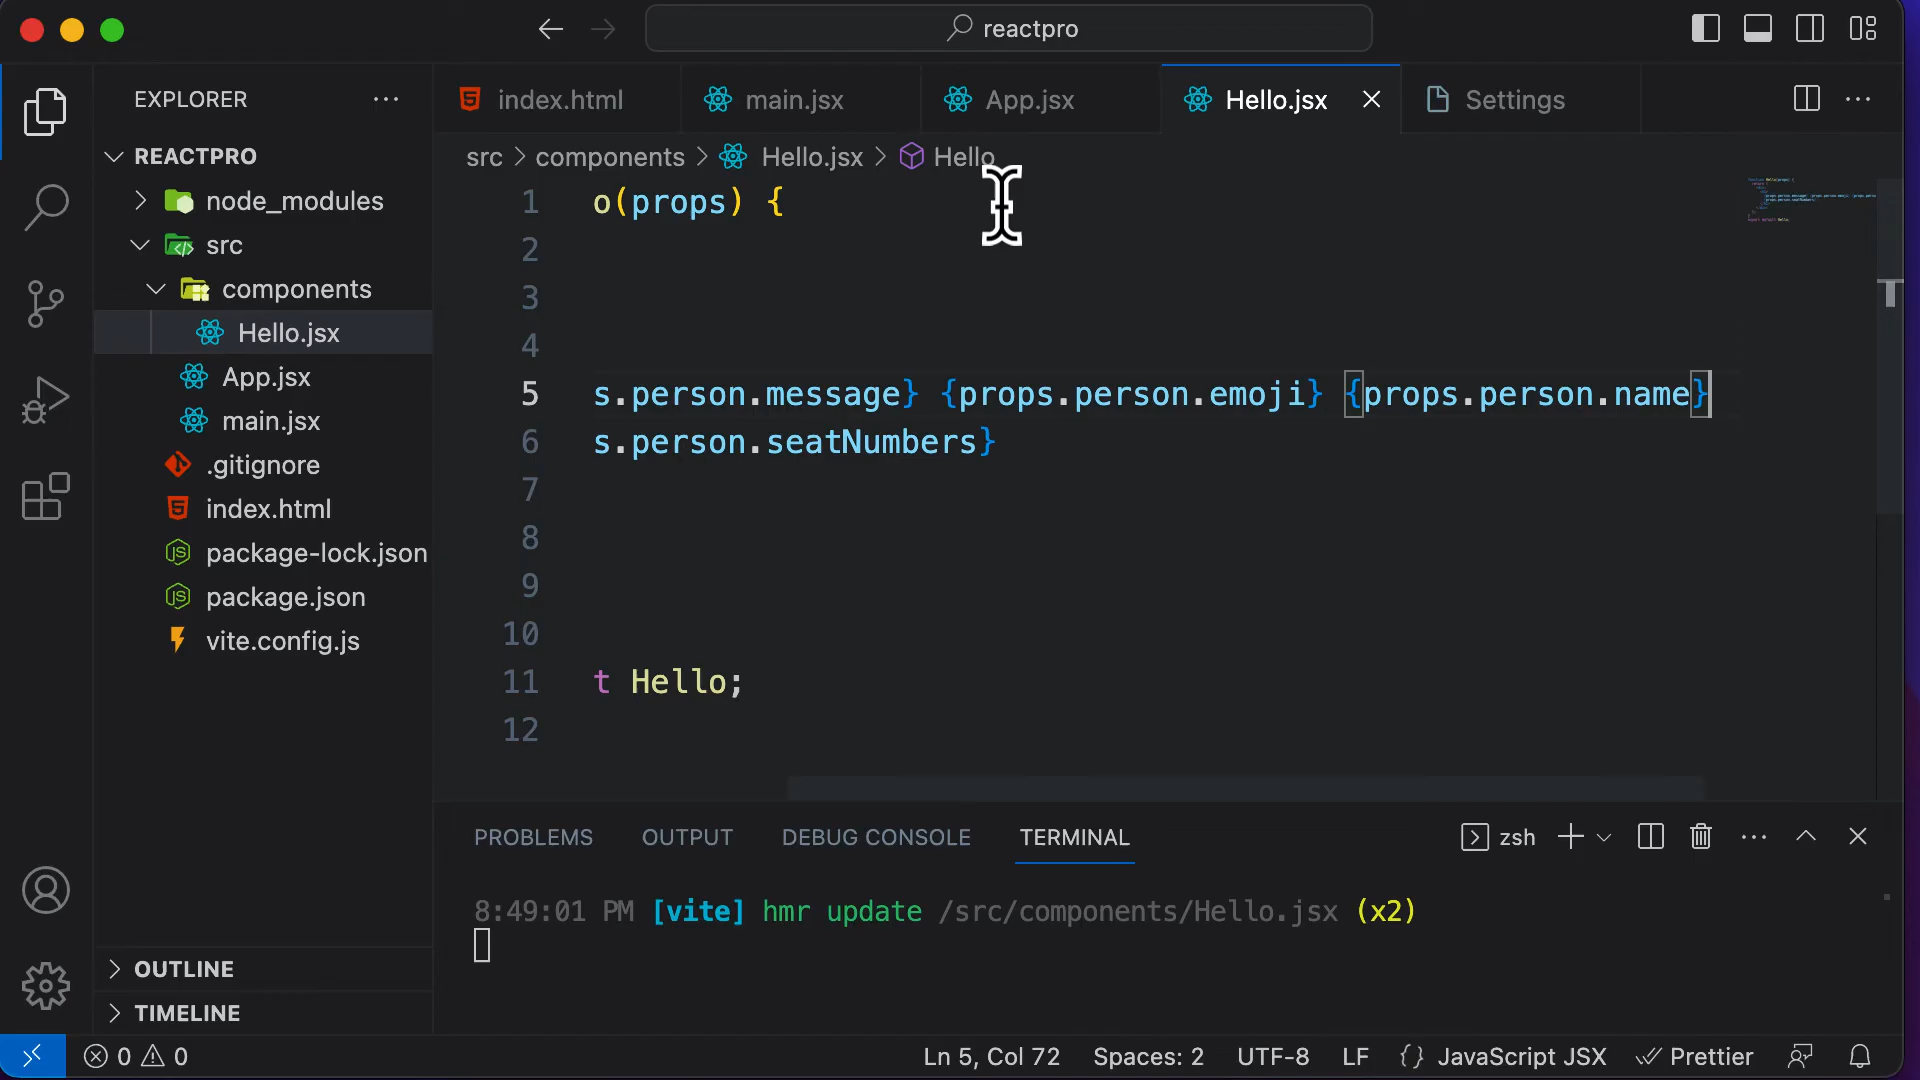 reactpro
EXPLORER
index.html
main.jsx
App.jsx
Hello.jsx
Settings
REACTPRO
node_modules
src
components
Hello.jsx
App.jsx
main.jsx
.gitignore
index.html
package-lock.json
package.json
vite.config.js
OUTLINE
TIMELINE
src > components > Hello.jsx > Hello
1 o(props) {
2
3
4
5 s.person.message} {props.person.emoji} {props.person.name}
6 s.person.seatNumbers}
7
8
9
10
11 t Hello;
12
PROBLEMS OUTPUT DEBUG CONSOLE TERMINAL
zsh
8:49:01 PM [vite] hmr update /src/components/Hello.jsx (x2)
0 0
Ln 5, Col 72 Spaces: 2 UTF-8 LF {} JavaScript JSX Prettier